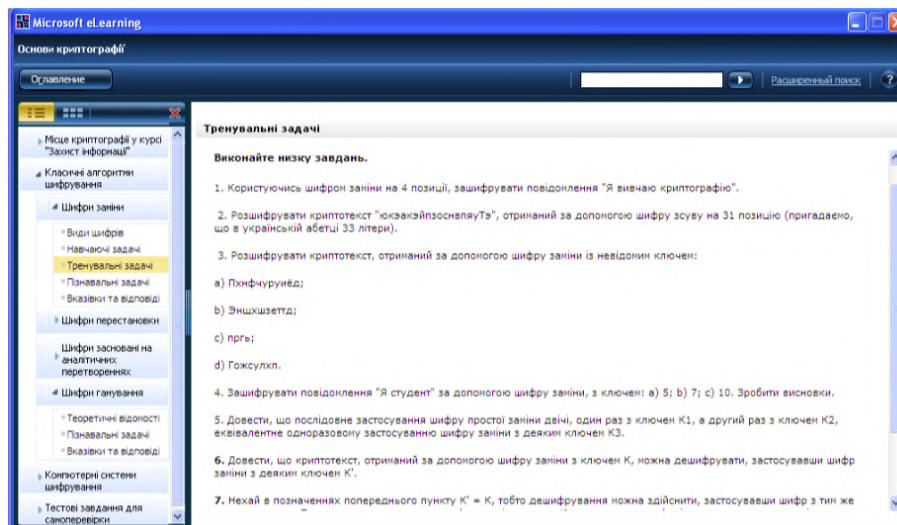 Microsoft eLearning
Основи криптографії
Оглавление
Расширенный поиск
?
Місце криптографії у курсі
"Захист інформації"
Класичні алгоритми
шифрування
Шифри заміни
Види шифрів
Навчаючі задачі
Тренувальні задачі
Пізнавальні задачі
Вказівки та відповіді
Шифри перестановки
Шифри засновані на
аналітичних
перетвореннях
Шифри гамування
Теоретичні відомості
Пізнавальні задачі
Вказівки та відповіді
Компютерні системи
шифрування
Тестові завдання для
самоперевірки
Тренувальні задачі
Виконайте низку завдань.
1. Користуючись шифром заміни на 4 позиції, зашифрувати повідомлення "Я вивчаю криптографію".
2. Розшифрувати криптотекст "юкзакэйпзоснвпяуТэ", отриманий за допомогою шифру зсуву на 31 позицію (пригадаємо,
що в українській абетці 33 літери).
3. Розшифрувати криптотекст, отриманий за допомогою шифру заміни із невідомим ключем:
a) Пхнфчуруиёд;
b) Энщхшзеттд;
c) пргь;
d) Гожсулхп.
4. Зашифрувати повідомлення "Я студент" за допомогою шифру заміни, з ключем: a) 5; b) 7; c) 10. Зробити висновки.
5. Довести, що послідовне застосування шифру простої заміни двічі, один раз з ключем К1, а другий раз з ключем К2,
еквівалентне одноразовому застосуванню шифру заміни з деяким ключем К3.
6. Довести, що криптотекст, отриманий за допомогою шифру заміни з ключем К, можна дешифрувати, застосувавши шифр
заміни з деяким ключем К'.
7. Нехай в позначеннях попереднього пункту К' = К, тобто дешифрування можна здійснити, застосувавши шифр з тим же